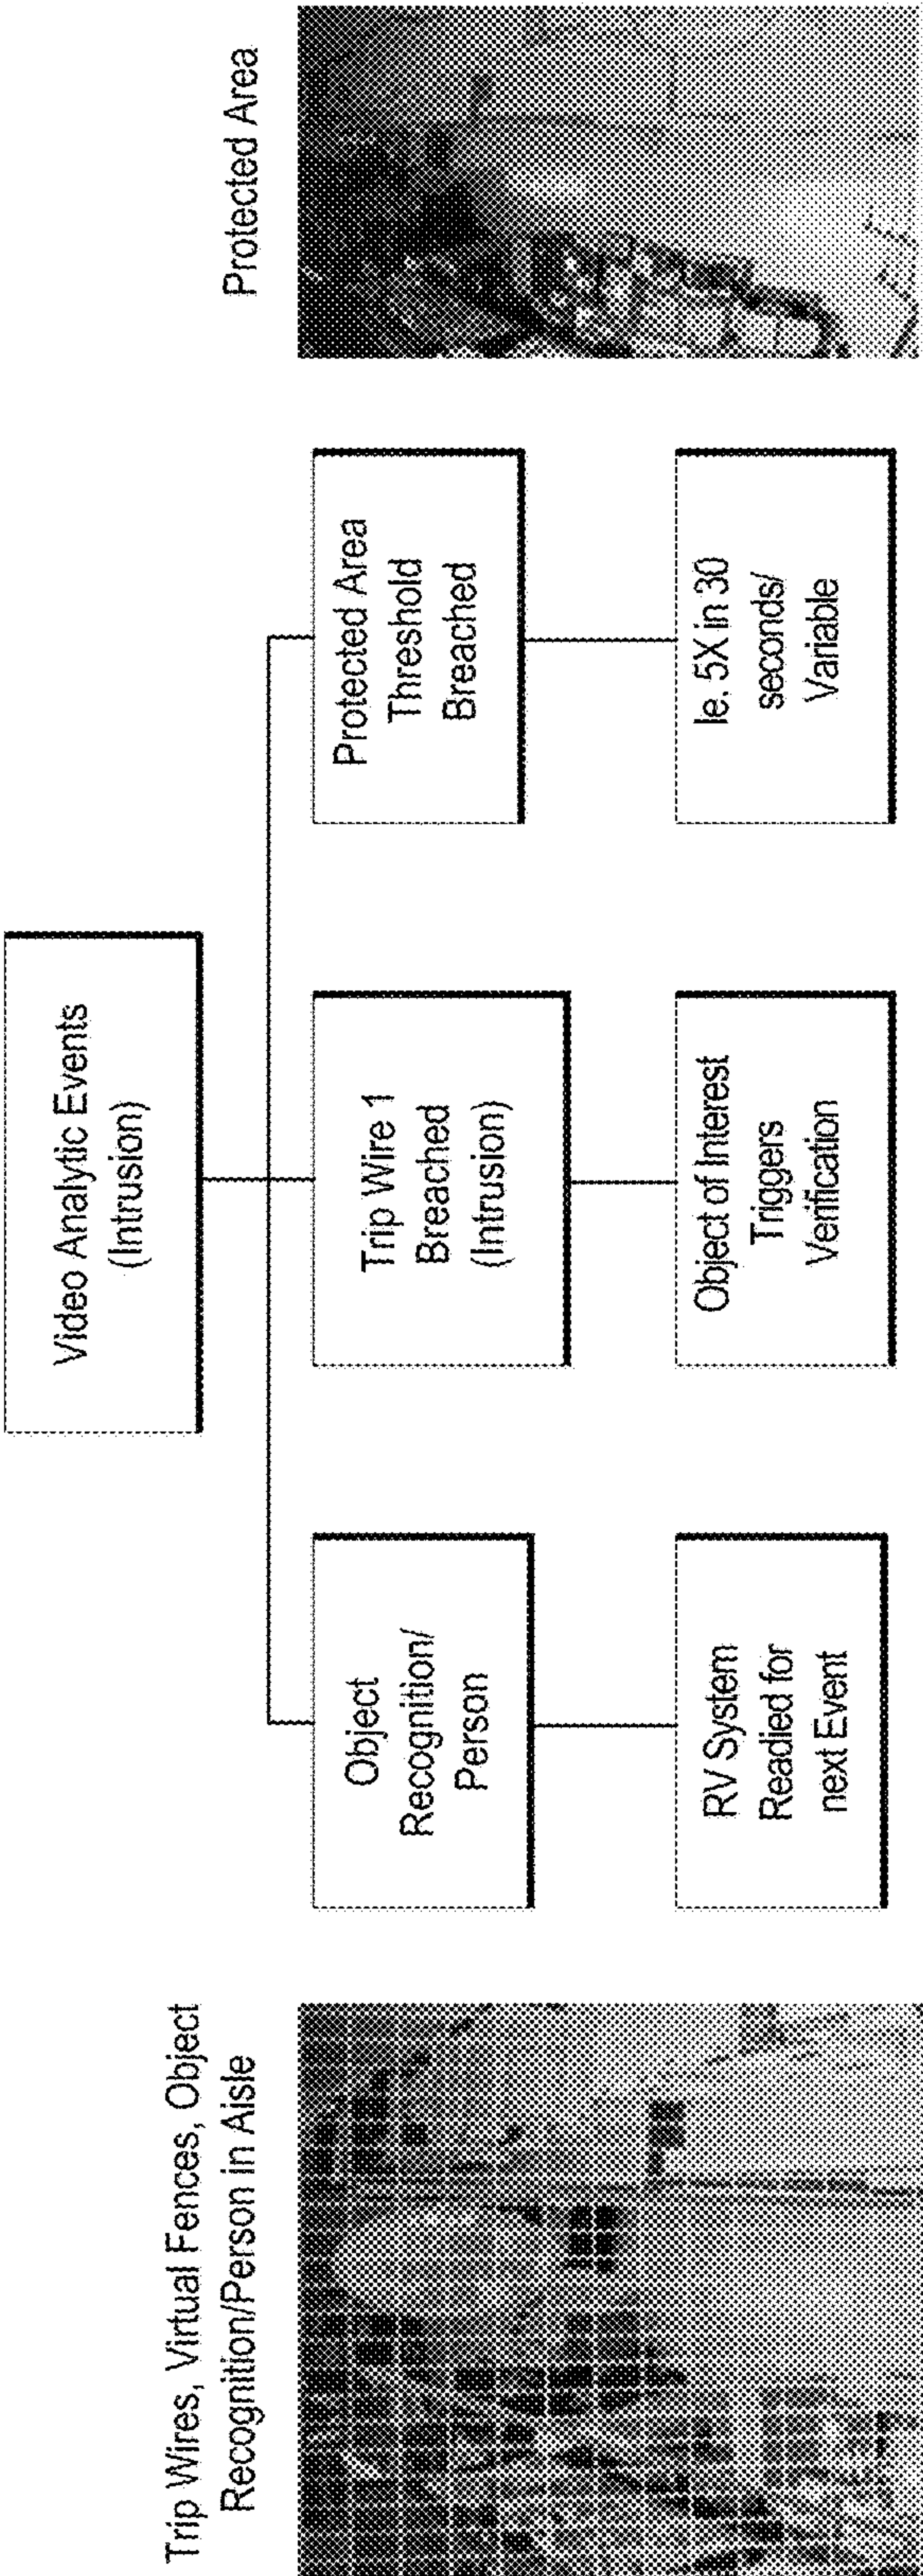 Trip Wires, Virtual Fences, Object
Recognition/Person in Aisle
Video Analytic Events
(Intrusion)
Protected Area
Object
Recognition/
Person
Trip Wire 1
Breached
(Intrusion)
Protected Area
Threshold
Breached
RV System
Readied for
next Event
Object of Interest
Triggers
Verification
Ie. 5X in 30
seconds/
Variable